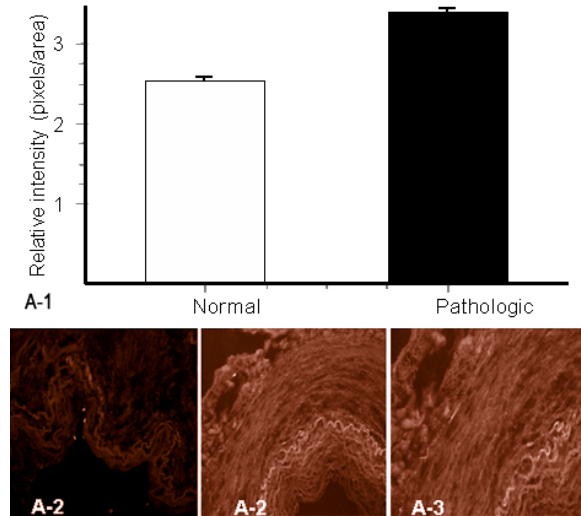 Relative intensity (pixels/area)
3
2
1
A-1
Normal
Pathologic
A-2
A-2
A-3